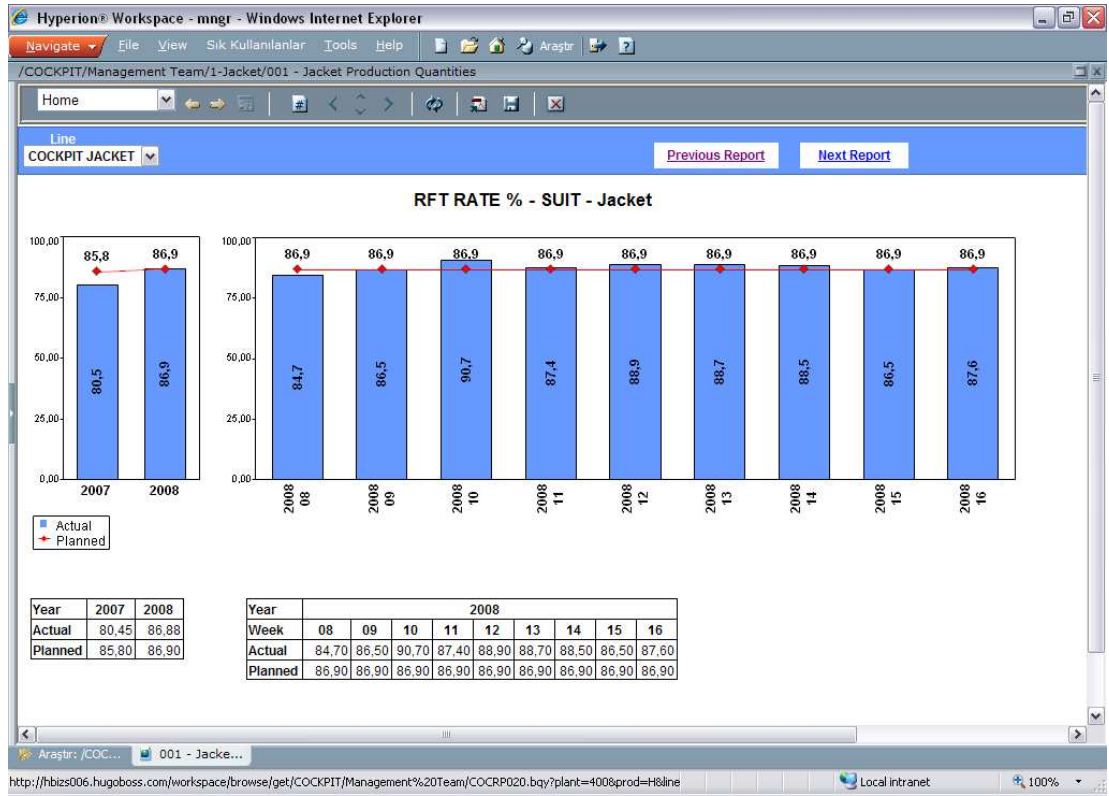 Hyperion® Workspace - mngr - Windows Internet Explorer
Navigate File View Sık Kullanılanlar Tools Help Araştır
/COCKPIT/Management Team/1-Jacket/001 - Jacket Production Quantities
Home
Line
COCKPIT JACKET Previous Report Next Report
RFT RATE % - SUIT - Jacket
100,00 85,8 86,9 100,00 86,9 86,9 86,9 86,9 86,9 86,9 86,9 86,9 86,9
75,00 75,00
50,00 50,00
80,5 86,9 84,7 86,5 90,7 87,4 88,9 88,7 88,5 86,5 87,6
25,00 25,00
0,00 0,00
2007 2008 2008 08 2008 09 2008 10 2008 11 2008 12 2008 13 2008 14 2008 15 2008 16
Actual
Planned
Year 2007 2008
Actual 80,45 86,88
Planned 85,80 86,90
Year 2008
Week 08 09 10 11 12 13 14 15 16
Actual 84,70 86,50 90,70 87,40 88,90 88,70 88,50 86,50 87,60
Planned 86,90 86,90 86,90 86,90 86,90 86,90 86,90 86,90 86,90
Araştır: /COC... 001 - Jacke...
http://hbizs006.hugoboss.com/workspace/browse/get/COCKPIT/Management%20Team/COCRP020.bqy?plant=400&prod=H&line Local intranet 100%